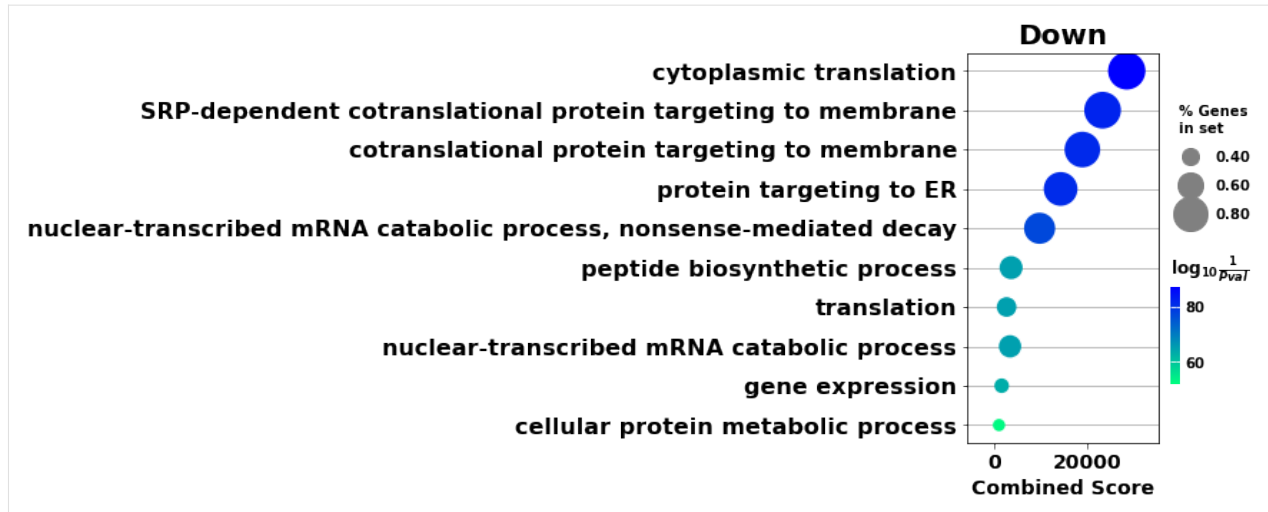 Down
cytoplasmic translation
SRP-dependent cotranslational protein targeting to membrane
cotranslational protein targeting to membrane
protein targeting to ER
nuclear-transcribed mRNA catabolic process, nonsense-mediated decay
peptide biosynthetic process
translation
nuclear-transcribed mRNA catabolic process
gene expression
cellular protein metabolic process
0 20000
Combined Score
% Genes
in set
0.40
0.60
0.80
log10 1/Pval
80
60